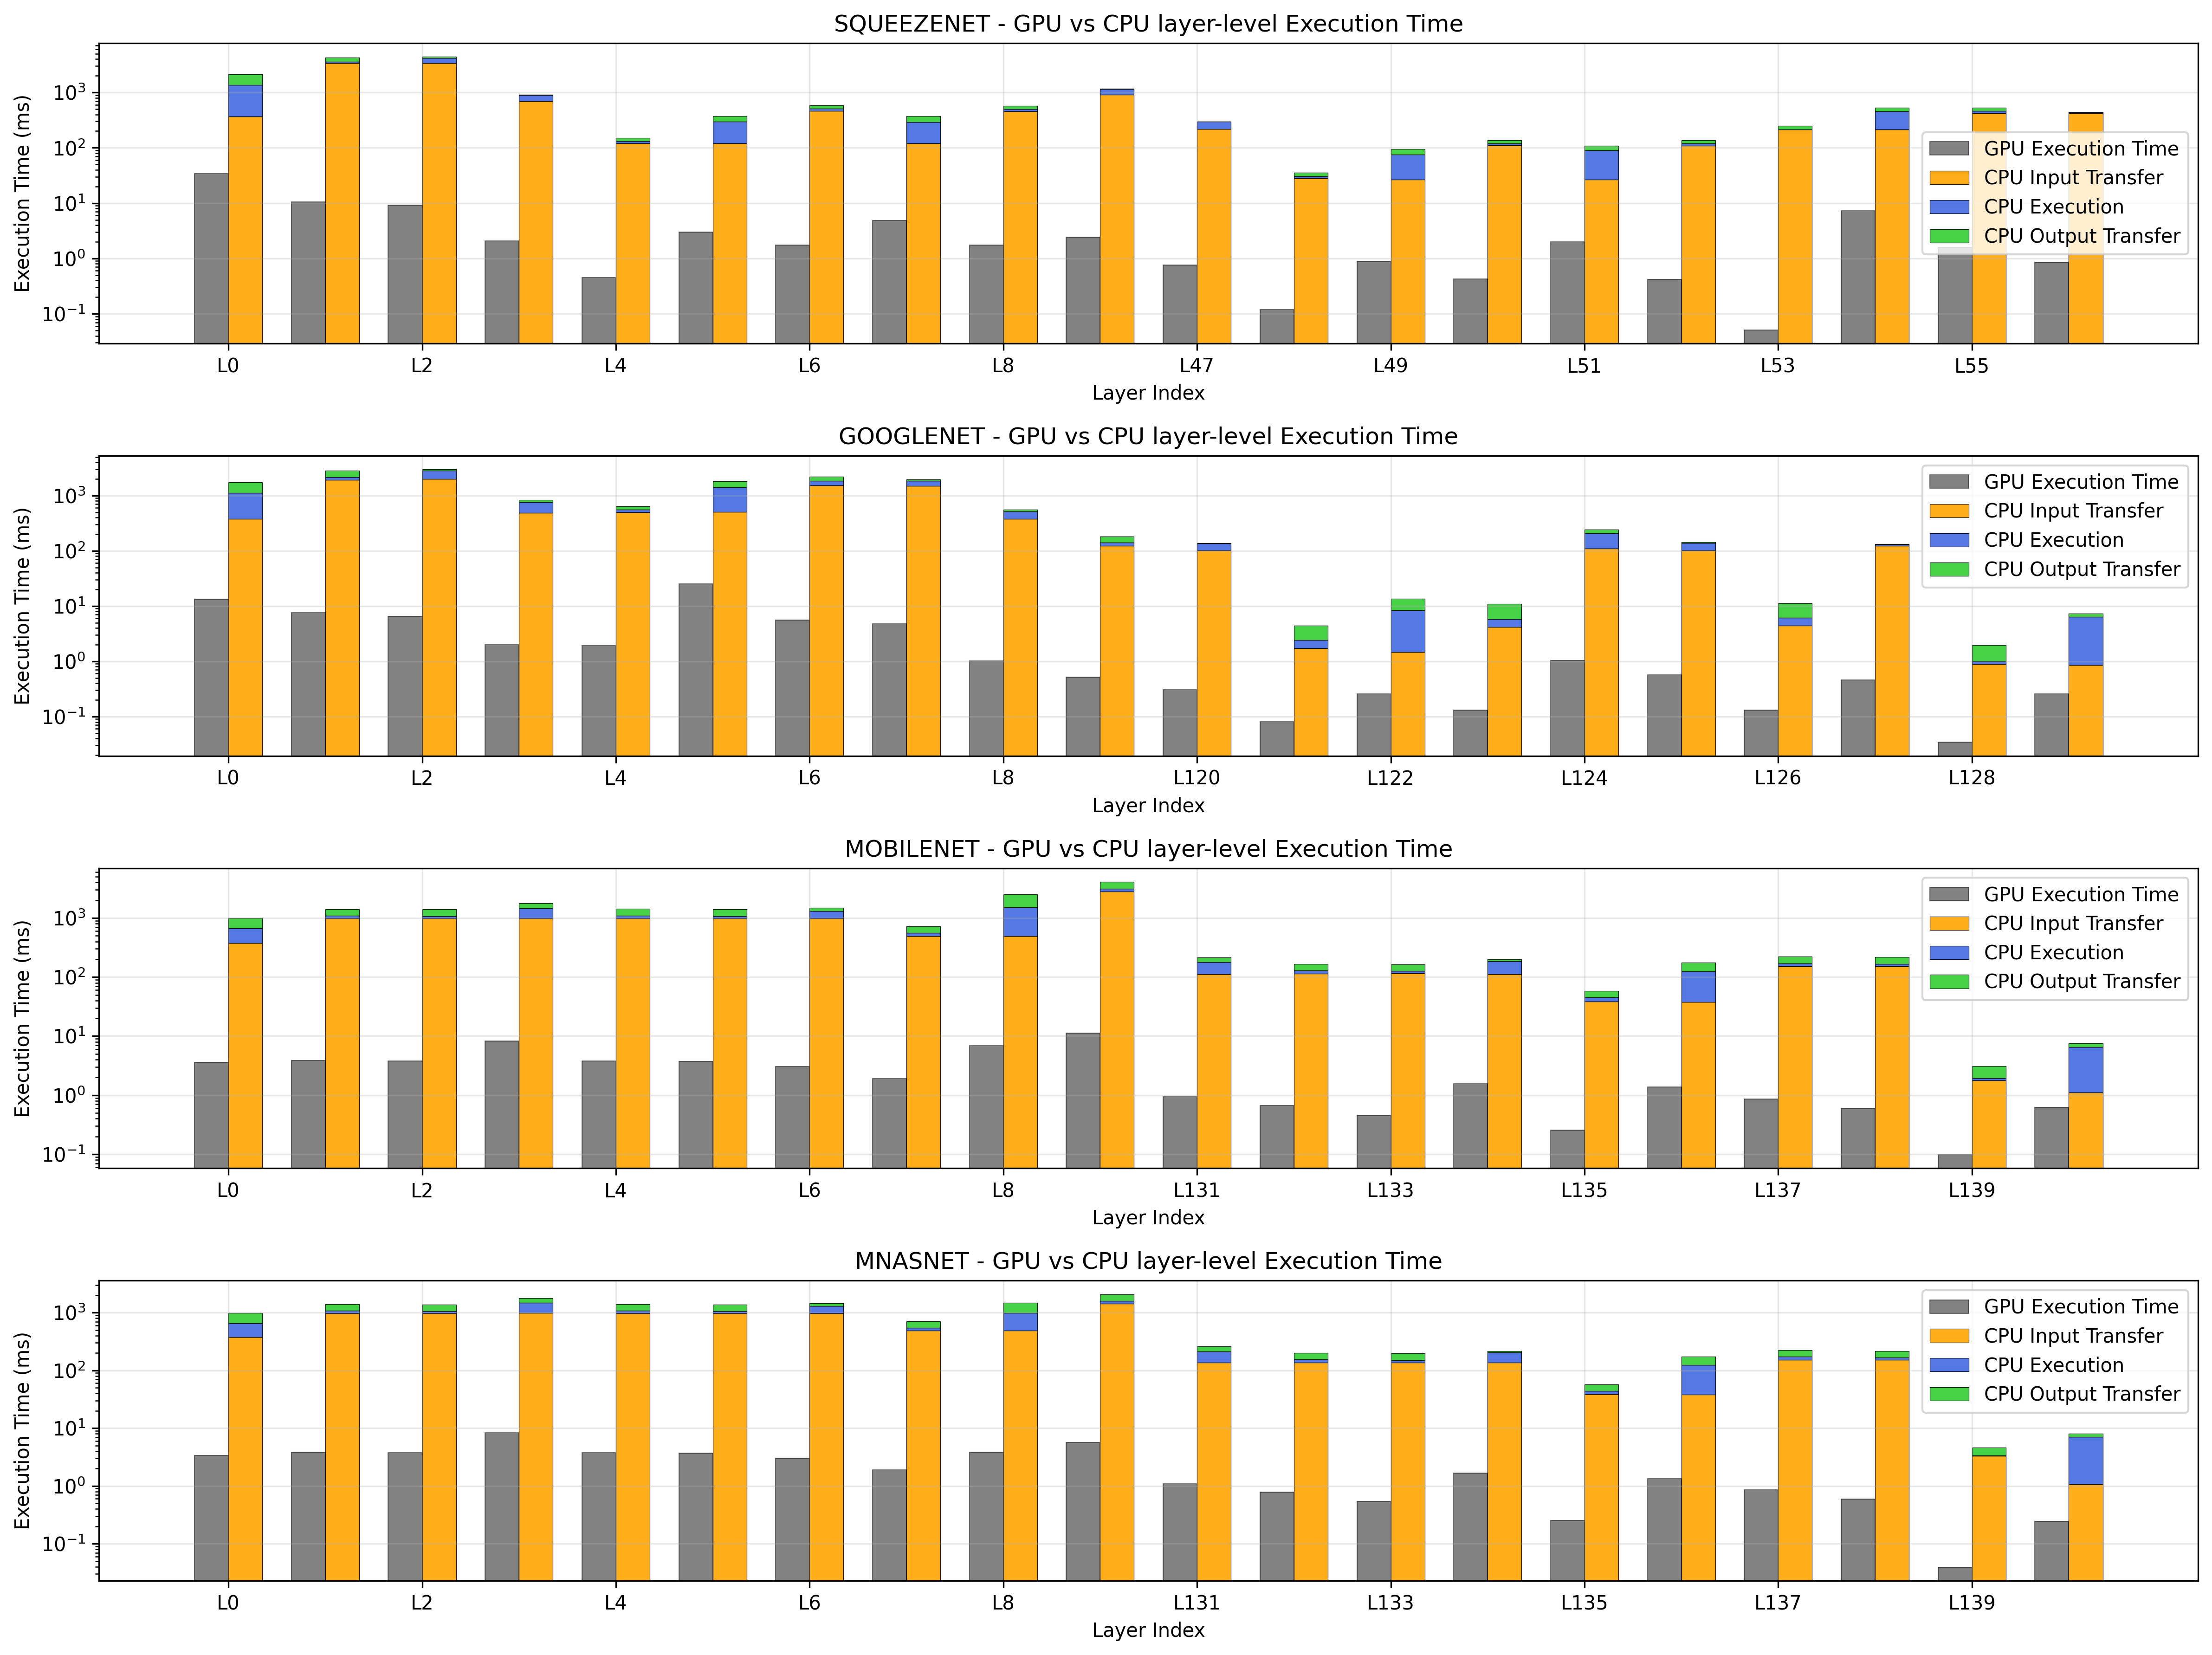 SQUEEZENET - GPU vs CPU layer-level Execution Time
Execution Time (ms)
10³
10²
10¹
10⁰
10⁻¹
GPU Execution Time
CPU Input Transfer
CPU Execution
CPU Output Transfer
L0 L2 L4 L6 L8 L47 L49 L51 L53 L55
Layer Index
GOOGLENET - GPU vs CPU layer-level Execution Time
Execution Time (ms)
10³
10²
10¹
10⁰
10⁻¹
GPU Execution Time
CPU Input Transfer
CPU Execution
CPU Output Transfer
L0 L2 L4 L6 L8 L120 L122 L124 L126 L128
Layer Index
MOBILENET - GPU vs CPU layer-level Execution Time
Execution Time (ms)
10³
10²
10¹
10⁰
10⁻¹
GPU Execution Time
CPU Input Transfer
CPU Execution
CPU Output Transfer
L0 L2 L4 L6 L8 L131 L133 L135 L137 L139
Layer Index
MNASNET - GPU vs CPU layer-level Execution Time
Execution Time (ms)
10³
10²
10¹
10⁰
10⁻¹
GPU Execution Time
CPU Input Transfer
CPU Execution
CPU Output Transfer
L0 L2 L4 L6 L8 L131 L133 L135 L137 L139
Layer Index